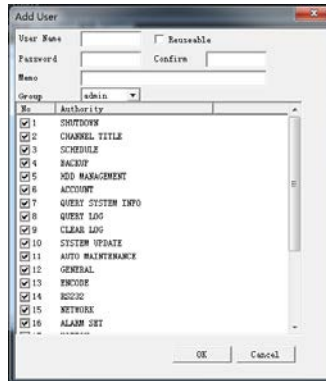 Add User
User Name
Reuseable
Password Confirm
Memo
Group admin
No Authority
1 SHUTDOWN
2 CHANNEL TITLE
3 SCHEDULE
4 BACKUP
5 HDD MANAGEMENT
6 ACCOUNT
7 QUERY SYSTEM INFO
8 QUERY LOG
9 CLEAR LOG
10 SYSTEM UPDATE
11 AUTO MAINTENANCE
12 GENERAL
13 ENCODE
14 RS232
15 NETWORK
16 ALARM SET
OK Cancel